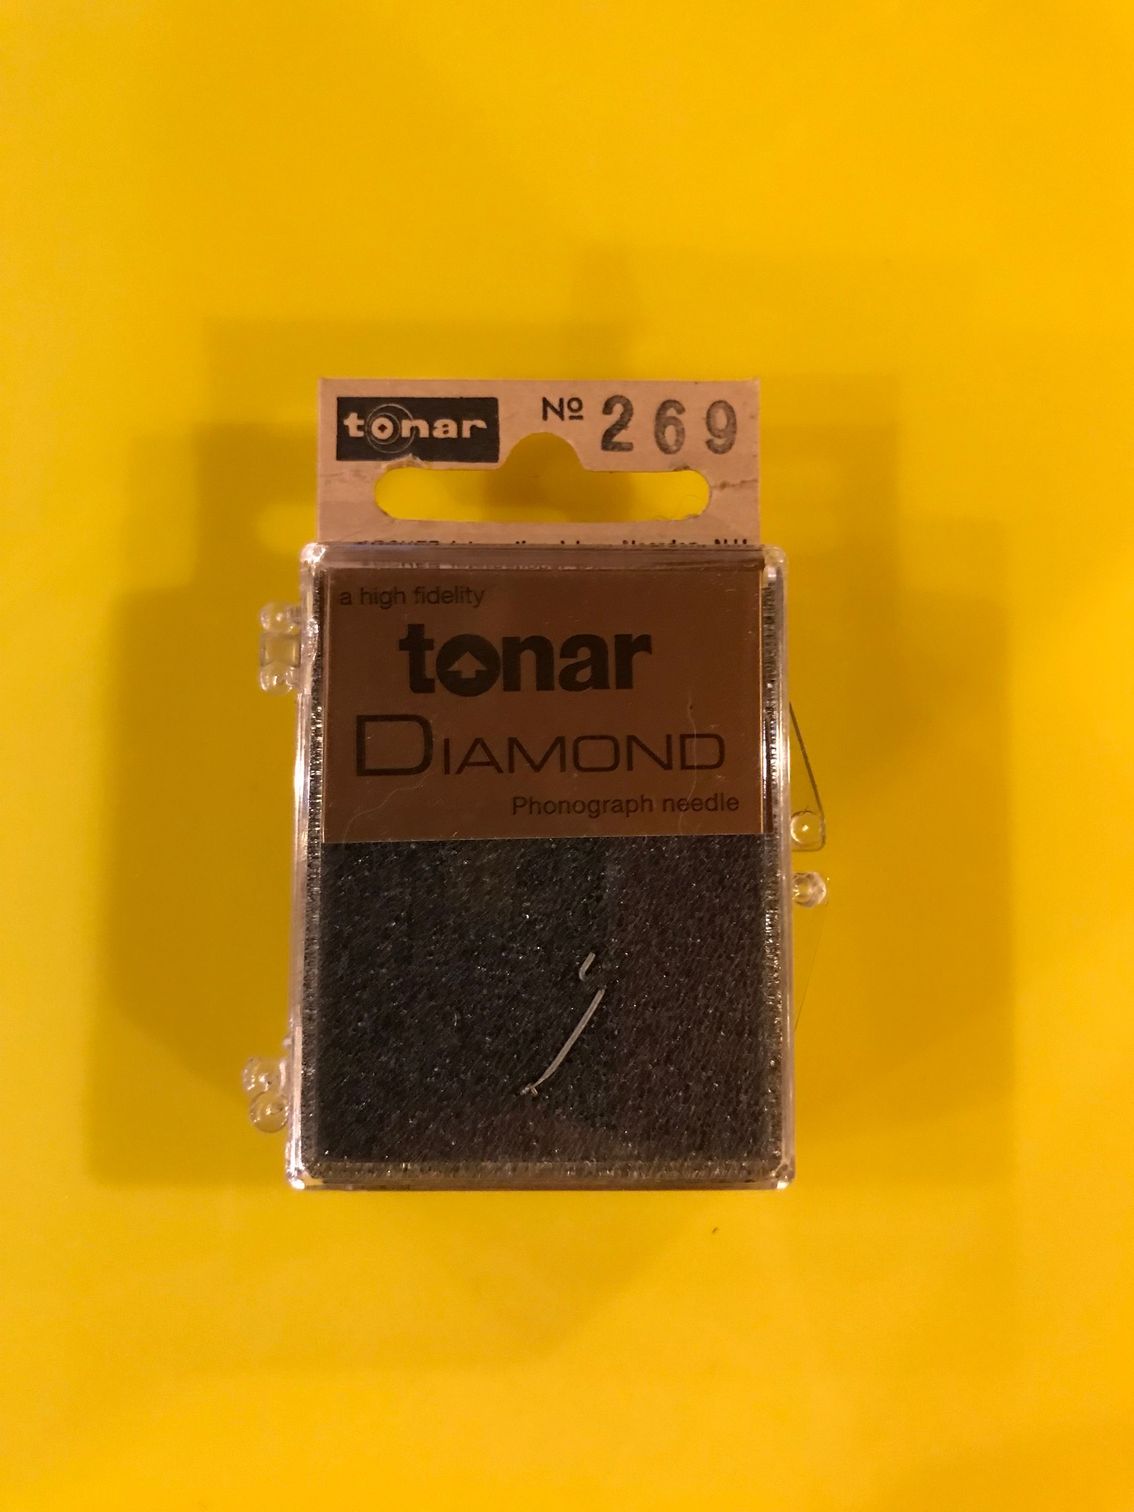 tonar
Nº 269
a high fidelity
tonar
DIAMOND
Phonograph needle